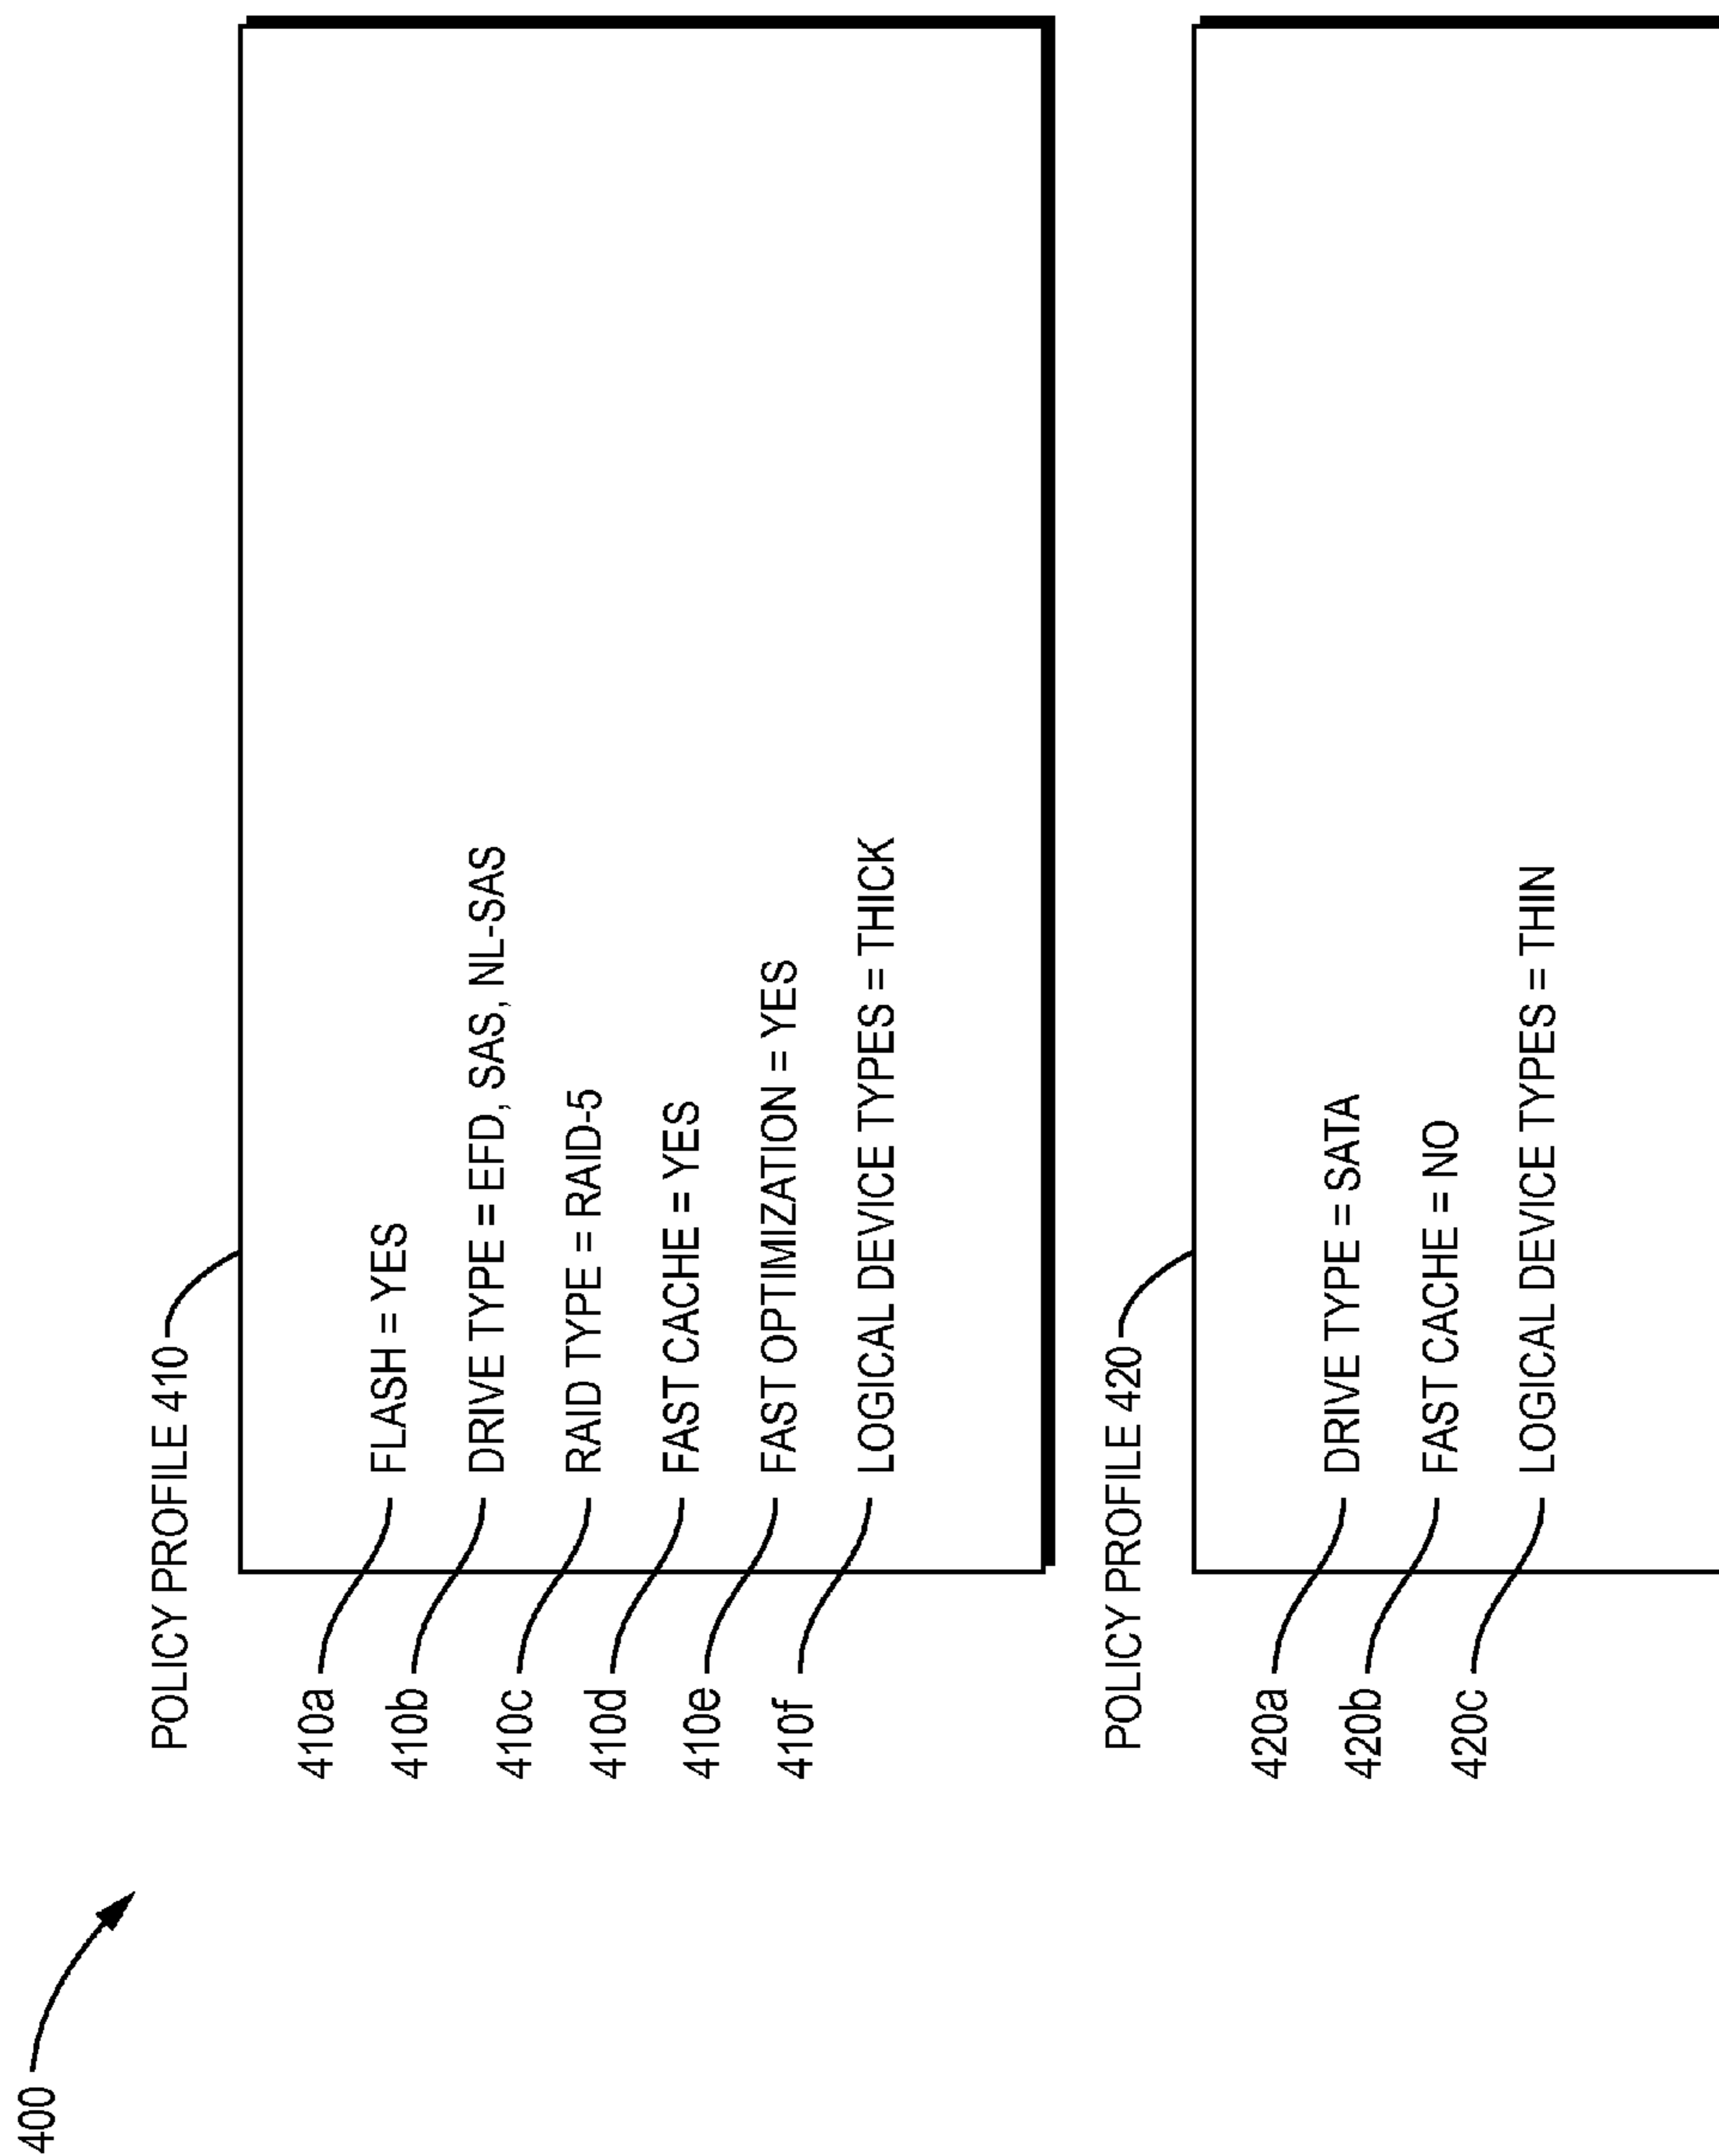 400
POLICY PROFILE 410
410a FLASH = YES
410b DRIVE TYPE = EFD, SAS, NL-SAS
410c RAID TYPE = RAID-5
410d FAST CACHE = YES
410e FAST OPTIMIZATION = YES
410f LOGICAL DEVICE TYPES = THICK
POLICY PROFILE 420
420a DRIVE TYPE = SATA
420b FAST CACHE = NO
420c LOGICAL DEVICE TYPES = THIN